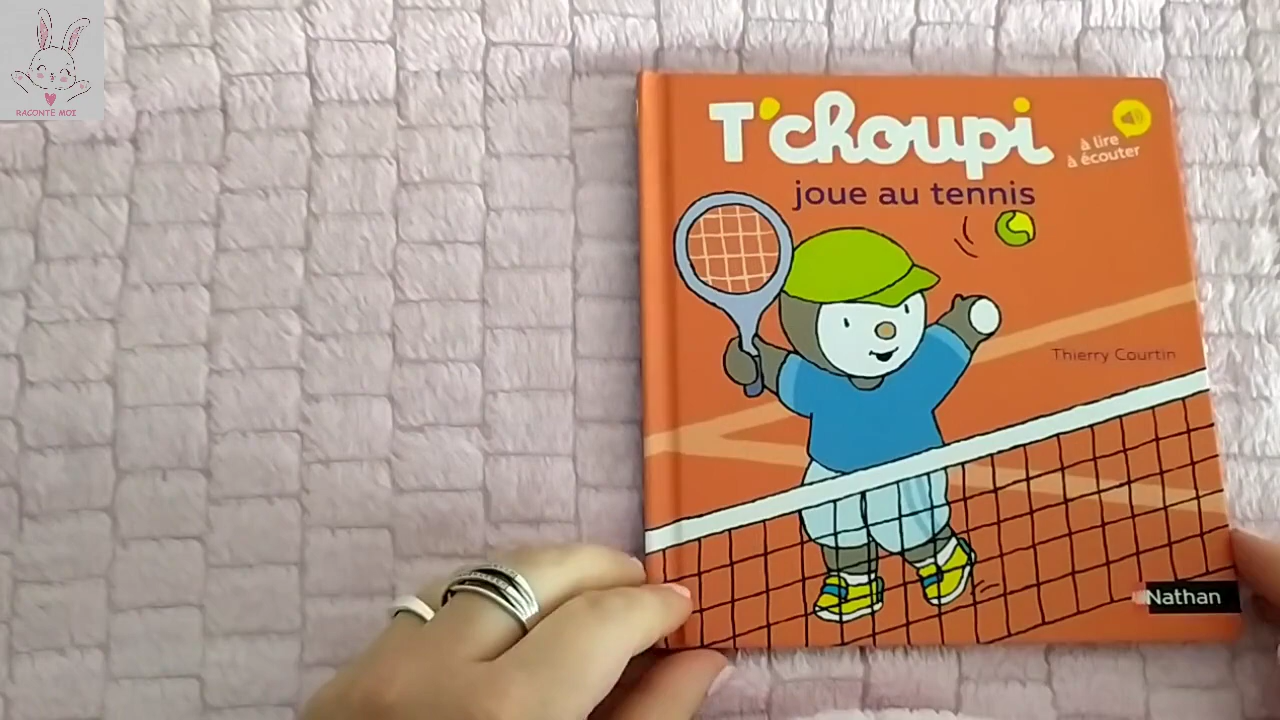 RACONTE MOI
T'choupi
à lire
à écouter
joue au tennis
Thierry Courtin
Nathan